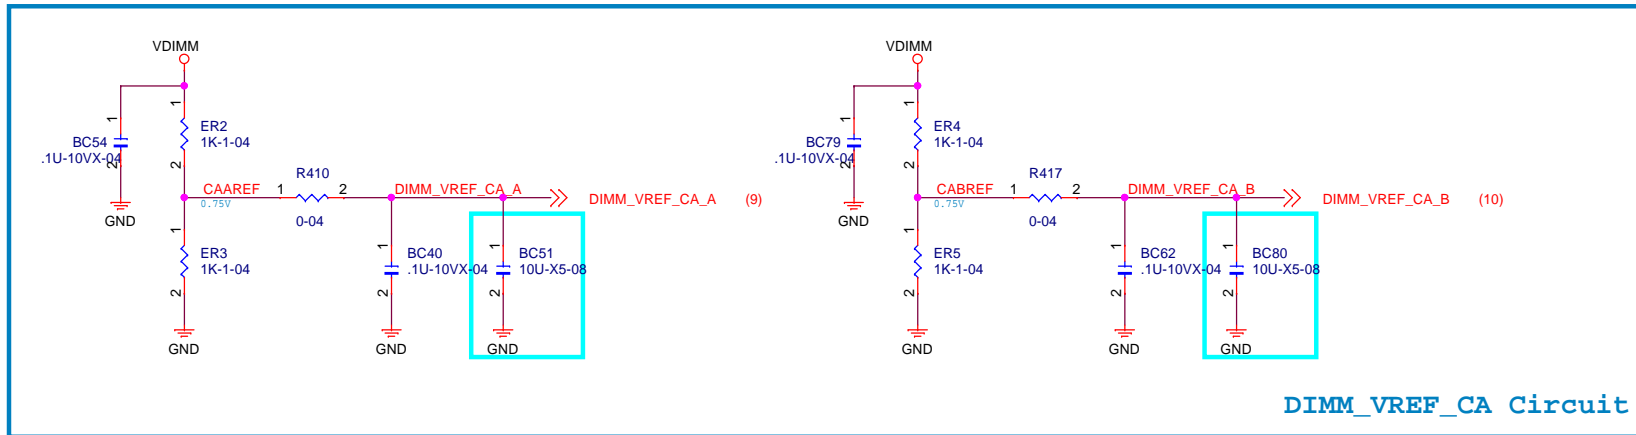 VDIMM
1
1
BC54
.1U-10VX-04
2
GND
ER2
1K-1-04
2
CAAREF
0.75V
1
R410
2
0-04
DIMM_VREF_CA_A
DIMM_VREF_CA_A (9)
1
ER3
1K-1-04
2
GND
1
BC40
.1U-10VX-04
2
GND
1
BC51
10U-X5-08
2
GND
VDIMM
1
1
BC79
.1U-10VX-04
2
GND
ER4
1K-1-04
2
CABREF
0.75V
1
R417
2
0-04
DIMM_VREF_CA_B
DIMM_VREF_CA_B (10)
1
ER5
1K-1-04
2
GND
1
BC62
.1U-10VX-04
2
GND
1
BC80
10U-X5-08
2
GND
DIMM_VREF_CA Circuit